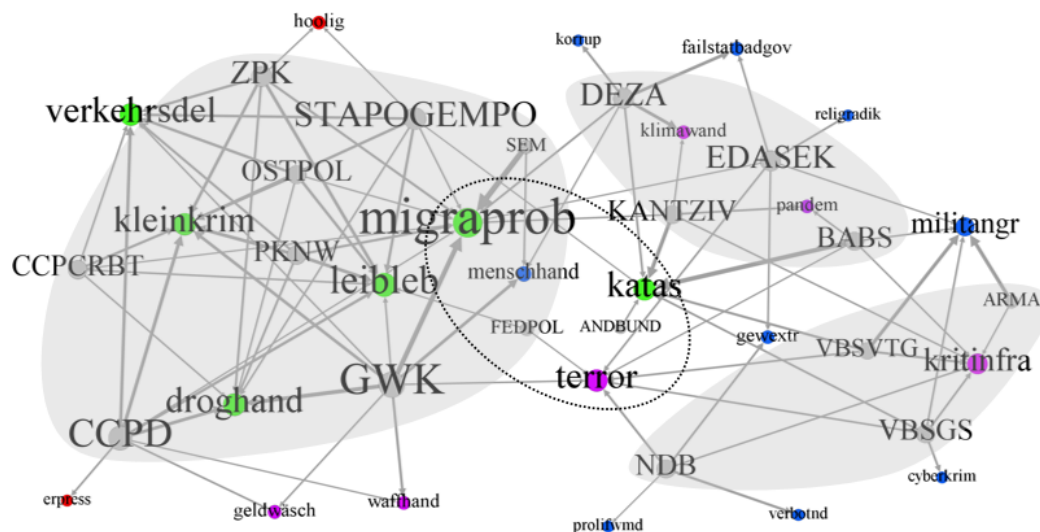 hoolig
korrup
failstatbadgov
ZPK
DEZA
verkehrsdel
STAPOGEMPO
klimawand
religradik
SEM
EDASEK
OSTPOL
migraprob
KANTZIV
pandem
kleinkrim
militangr
BABS
CCPCRBT
PKNW
leibleb
menschhand
katas
ARMA
FEDPOL
ANDBUND
gewextr
VBSVTG
kritinfra
GWK
terror
droghand
CCPD
VBSGS
NDB
cyberkrim
erpress
geldwäsch
waffhand
prolifwmd
verbotnd